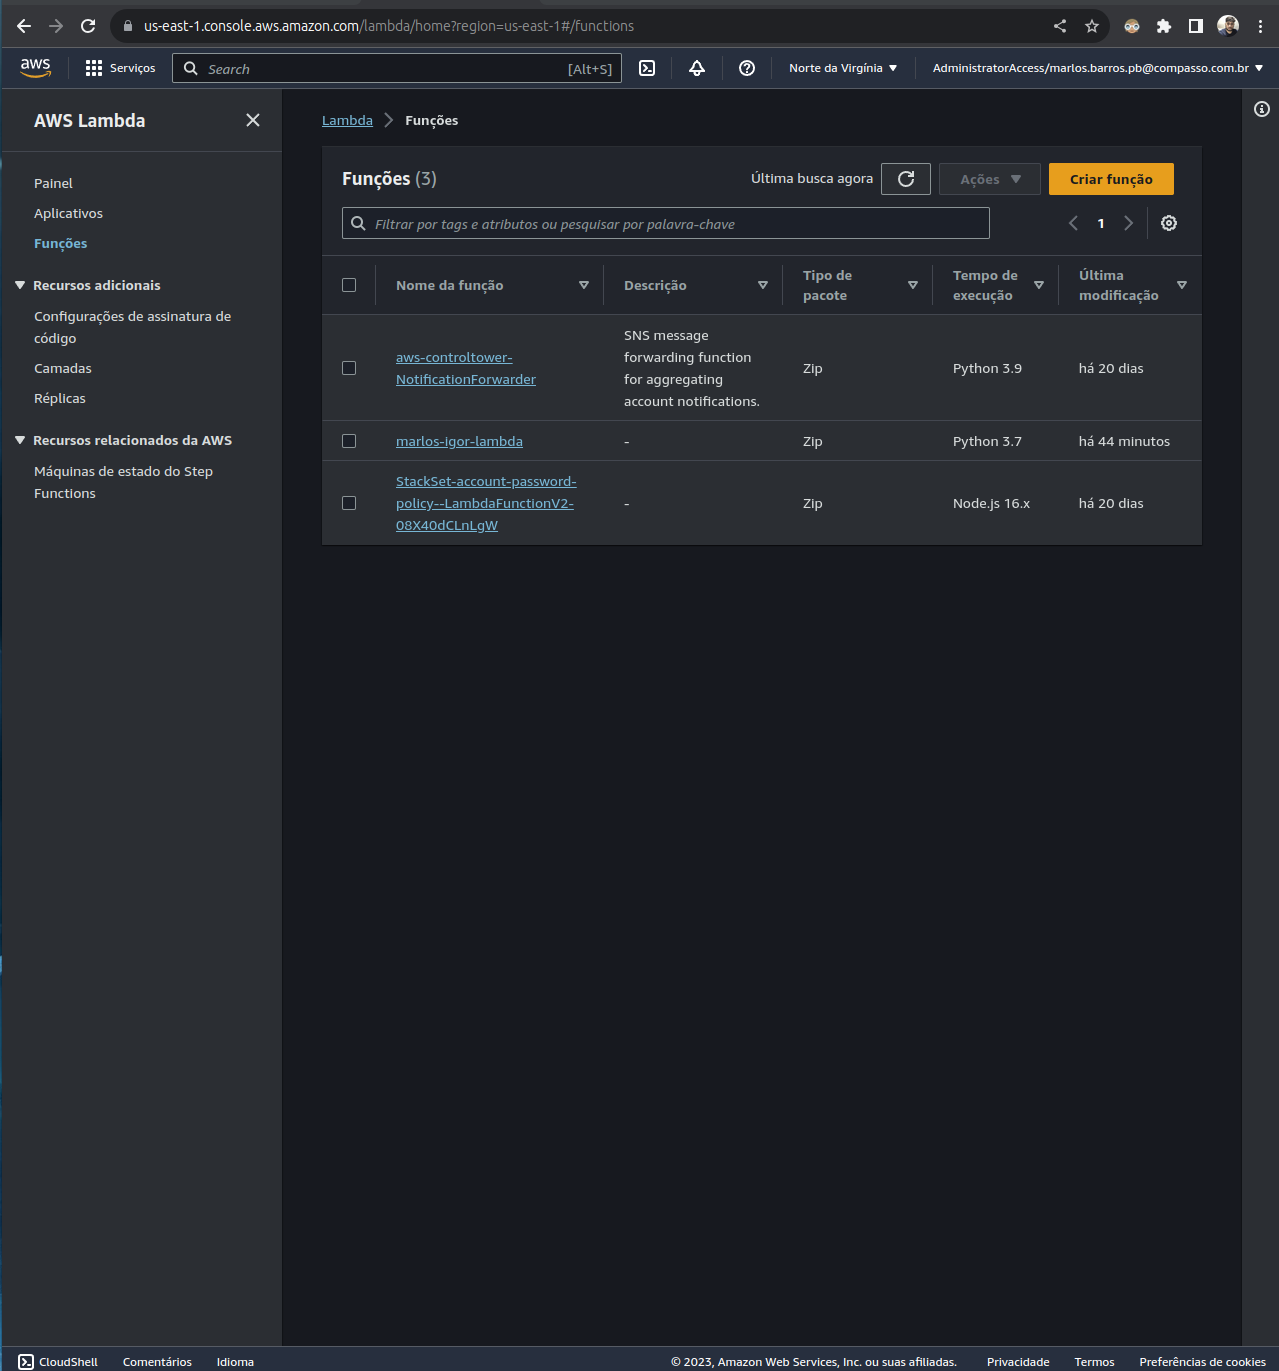 us-east-1.console.aws.amazon.com/lambda/home?region=us-east-1#/functions
aws
Serviços
Search
[Alt+S]
Norte da Virgínia
AdministratorAccess/marlos.barros.pb@compasso.com.br
AWS Lambda
Painel
Aplicativos
Funções
Recursos adicionais
Configurações de assinatura de
código
Camadas
Réplicas
Recursos relacionados da AWS
Máquinas de estado do Step
Functions
Lambda
Funções
Funções (3)
Última busca agora
Ações
Criar função
Filtrar por tags e atributos ou pesquisar por palavra-chave
1
Nome da função
Descrição
Tipo de
pacote
Tempo de
execução
Última
modificação
aws-controltower-
NotificationForwarder
SNS message
forwarding function
for aggregating
account notifications.
Zip
Python 3.9
há 20 dias
marlos-igor-lambda
-
Zip
Python 3.7
há 44 minutos
StackSet-account-password-
policy--LambdaFunctionV2-
08X40dCLnLgW
-
Zip
Node.js 16.x
há 20 dias
CloudShell
Comentários
Idioma
© 2023, Amazon Web Services, Inc. ou suas afiliadas.
Privacidade
Termos
Preferências de cookies